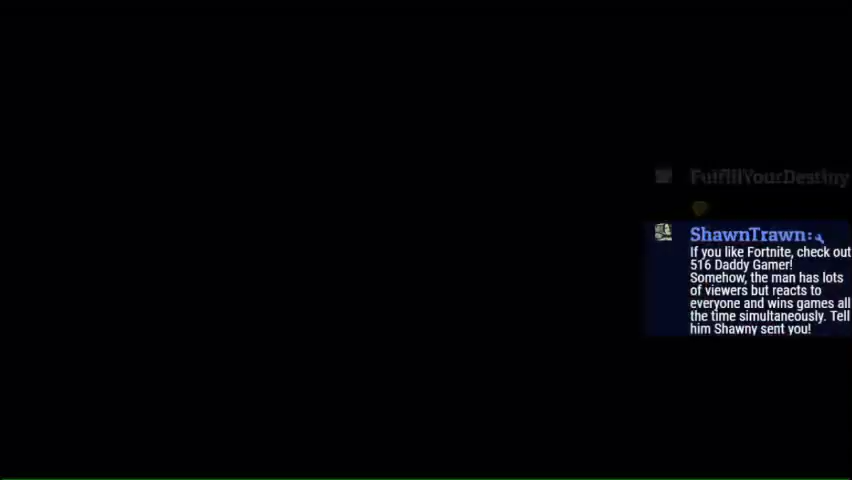 FulfillYourDestiny
ShawnTrawn:
If you like Fortnite, check out
516 Daddy Gamer!
Somehow, the man has lots
of viewers but reacts to
everyone and wins games all
the time simultaneously. Tell
him Shawny sent you!